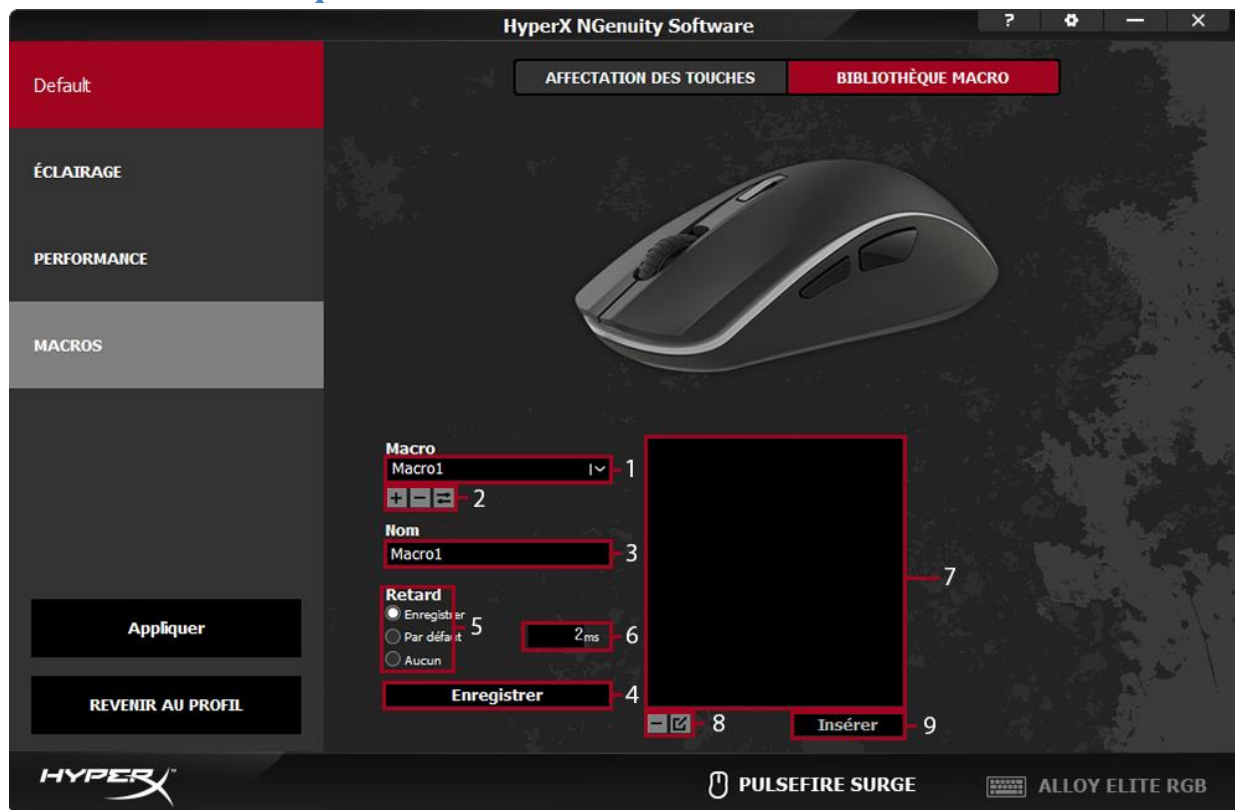 HyperX NGenuity Software
? 
Default
ÉCLAIRAGE
PERFORMANCE
MACROS
Appliquer
REVENIR AU PROFIL
AFFECTATION DES TOUCHES
BIBLIOTHÈQUE MACRO
Macro
Macro1
1
2
Nom
Macro1
3
Retard
Enregistrer
Par défaut
Aucun
5
2ms
6
Enregistrer
4
7
8
Insérer
9
HYPERX
PULSEFIRE SURGE
ALLOY ELITE RGB